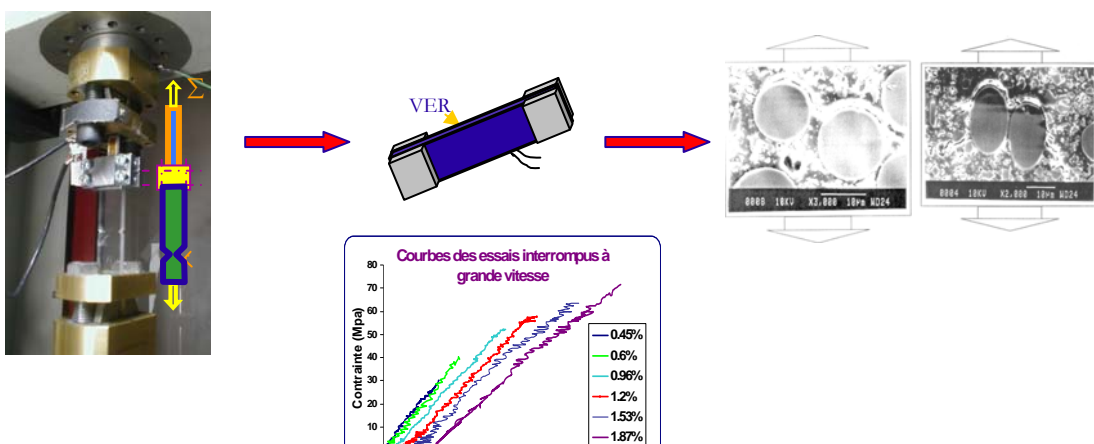 Σ
VER
0006 10KV X3,000 10µm WD24
0004 10KV X2,000 10µm WD24
Courbes des essais interrompus à
grande vitesse
Contrainte (Mpa)
80
70
60
50
40
30
20
10
0.45%
0.6%
0.96%
1.2%
1.53%
1.87%